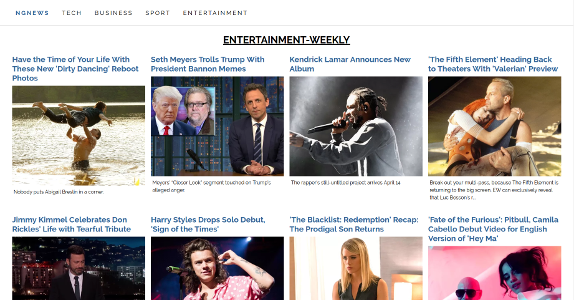 NGNEWS TECH BUSINESS SPORT ENTERTAINMENT
ENTERTAINMENT-WEEKLY
Have the Time of Your Life With
These New 'Dirty Dancing' Reboot
Photos
Nobody puts Abigail Breslin in a corner.
Seth Meyers Trolls Trump With
President Bannon Memes
Meyers' "Closer Look" segment touched on Trump's
alleged anger.
Kendrick Lamar Announces New
Album
The rapper's still untitled project arrives April 14
'The Fifth Element' Heading Back
to Theaters With 'Valerian' Preview
Break out your multi-pass, because The Fifth Element is
returning to the big screen. EW can exclusively reveal
that Luc Besson's
Jimmy Kimmel Celebrates Don
Rickles' Life with Tearful Tribute
Harry Styles Drops Solo Debut,
'Sign of the Times'
'The Blacklist: Redemption' Recap:
The Prodigal Son Returns
'Fate of the Furious': Pitbull, Camila
Cabello Debut Video for English
Version of 'Hey Ma'